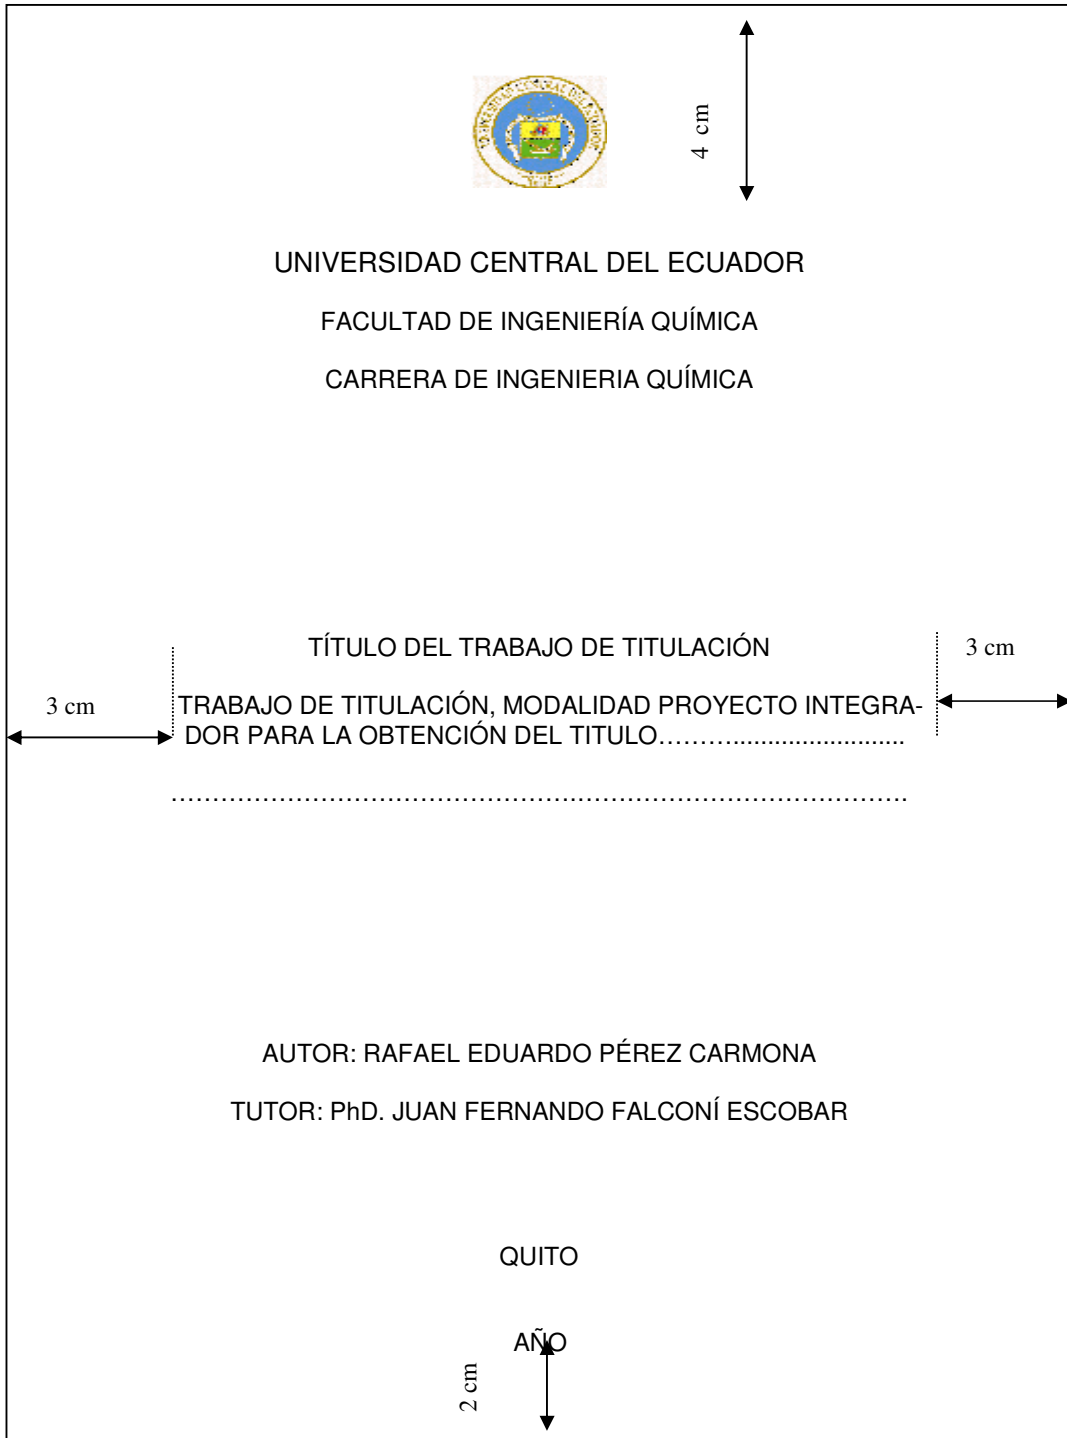 4 cm
UNIVERSIDAD CENTRAL DEL ECUADOR
FACULTAD DE INGENIERÍA QUÍMICA
CARRERA DE INGENIERIA QUÍMICA
TÍTULO DEL TRABAJO DE TITULACIÓN
3 cm
3 cm
TRABAJO DE TITULACIÓN, MODALIDAD PROYECTO INTEGRA-
DOR PARA LA OBTENCIÓN DEL TITULO……….........................
………………………………………….………………………………….
AUTOR: RAFAEL EDUARDO PÉREZ CARMONA
TUTOR: PhD. JUAN FERNANDO FALCONÍ ESCOBAR
QUITO
AÑO
2 cm